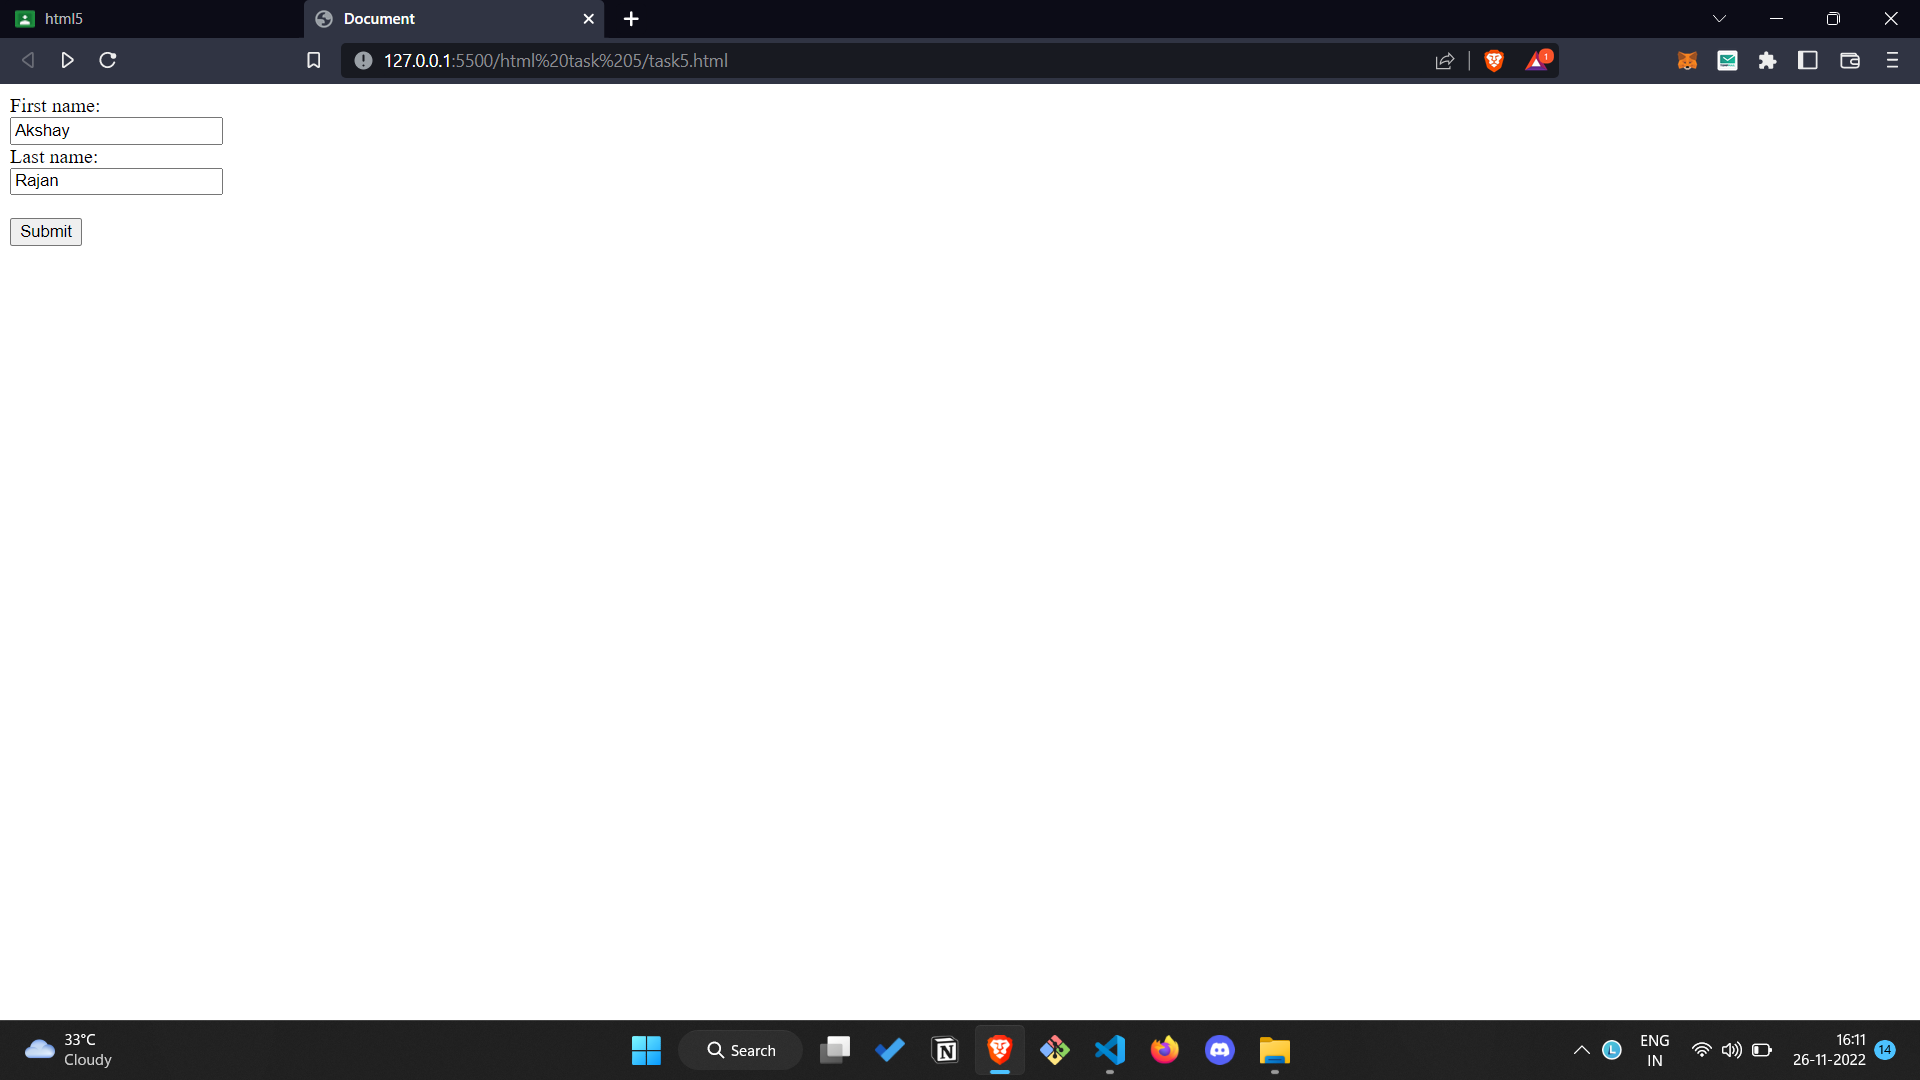 html5
Document
127.0.0.1:5500/html%20task%205/task5.html
1
First name:
Akshay
Last name:
Rajan
Submit
33°C
Cloudy
Search
L
ENG
IN
16:11
26-11-2022
14